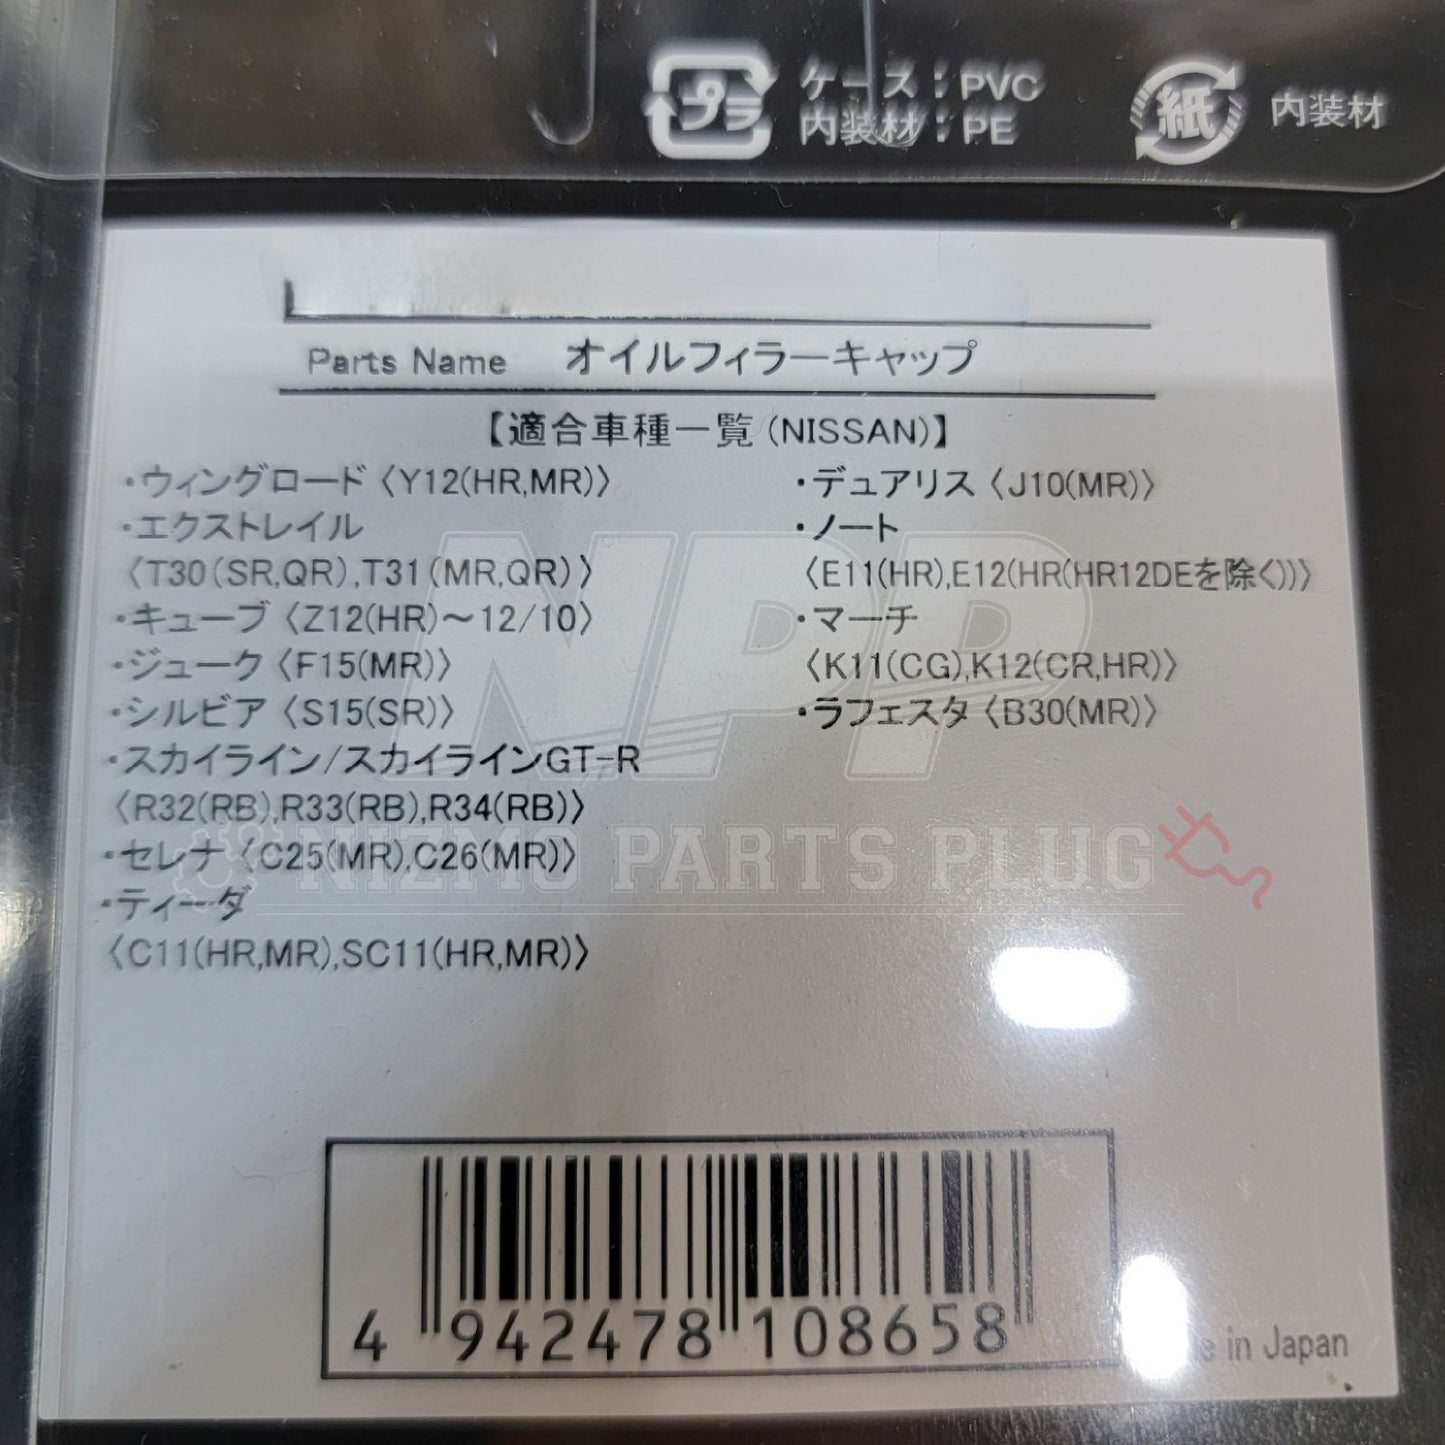 プラ
ケース：PVC
内装材：PE
紙
内装材
Parts Name オイルフィラーキャップ
【適合車種一覧(NISSAN)】
・ウィングロード〈Y12(HR,MR)〉
・エクストレイル
〈T30(SR,QR),T31(MR,QR)〉
・キューブ〈Z12(HR)～12/10〉
・ジューク〈F15(MR)〉
・シルビア〈S15(SR)〉
・スカイライン/スカイラインGT-R
〈R32(RB),R33(RB),R34(RB)〉
・セレナ〈C25(MR),C26(MR)〉
・ティーダ
〈C11(HR,MR),SC11(HR,MR)〉
・デュアリス〈J10(MR)〉
・ノート
〈E11(HR),E12(HR(HR12DEを除く))〉
・マーチ
〈K11(CG),K12(CR,HR)〉
・ラフェスタ〈B30(MR)〉
NPP
NIZMO PARTS PLUG
4 942478 108658
in Japan